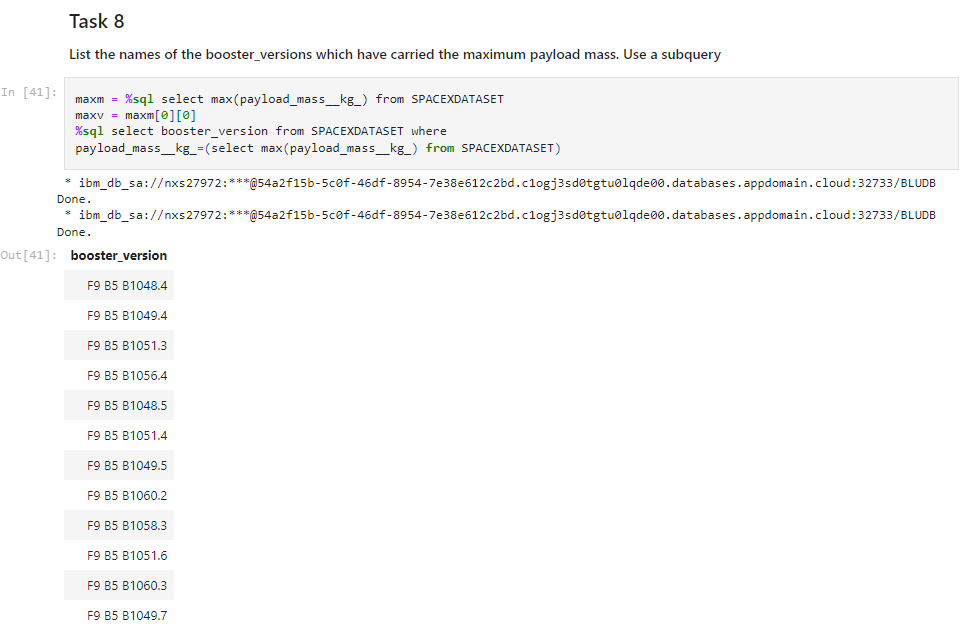 Task 8
List the names of the booster_versions which have carried the maximum payload mass. Use a subquery
In [41]:
maxm = %sql select max(payload_mass__kg_) from SPACEXDATASET
maxv = maxm[0][0]
%sql select booster_version from SPACEXDATASET where
payload_mass__kg_=(select max(payload_mass__kg_) from SPACEXDATASET)
* ibm_db_sa://nxs27972:***@54a2f15b-5c0f-46df-8954-7e38e612c2bd.c1ogj3sd0tgtu0lqde00.databases.appdomain.cloud:32733/BLUDB
Done.
* ibm_db_sa://nxs27972:***@54a2f15b-5c0f-46df-8954-7e38e612c2bd.c1ogj3sd0tgtu0lqde00.databases.appdomain.cloud:32733/BLUDB
Done.
Out[41]:
booster_version
F9 B5 B1048.4
F9 B5 B1049.4
F9 B5 B1051.3
F9 B5 B1056.4
F9 B5 B1048.5
F9 B5 B1051.4
F9 B5 B1049.5
F9 B5 B1060.2
F9 B5 B1058.3
F9 B5 B1051.6
F9 B5 B1060.3
F9 B5 B1049.7